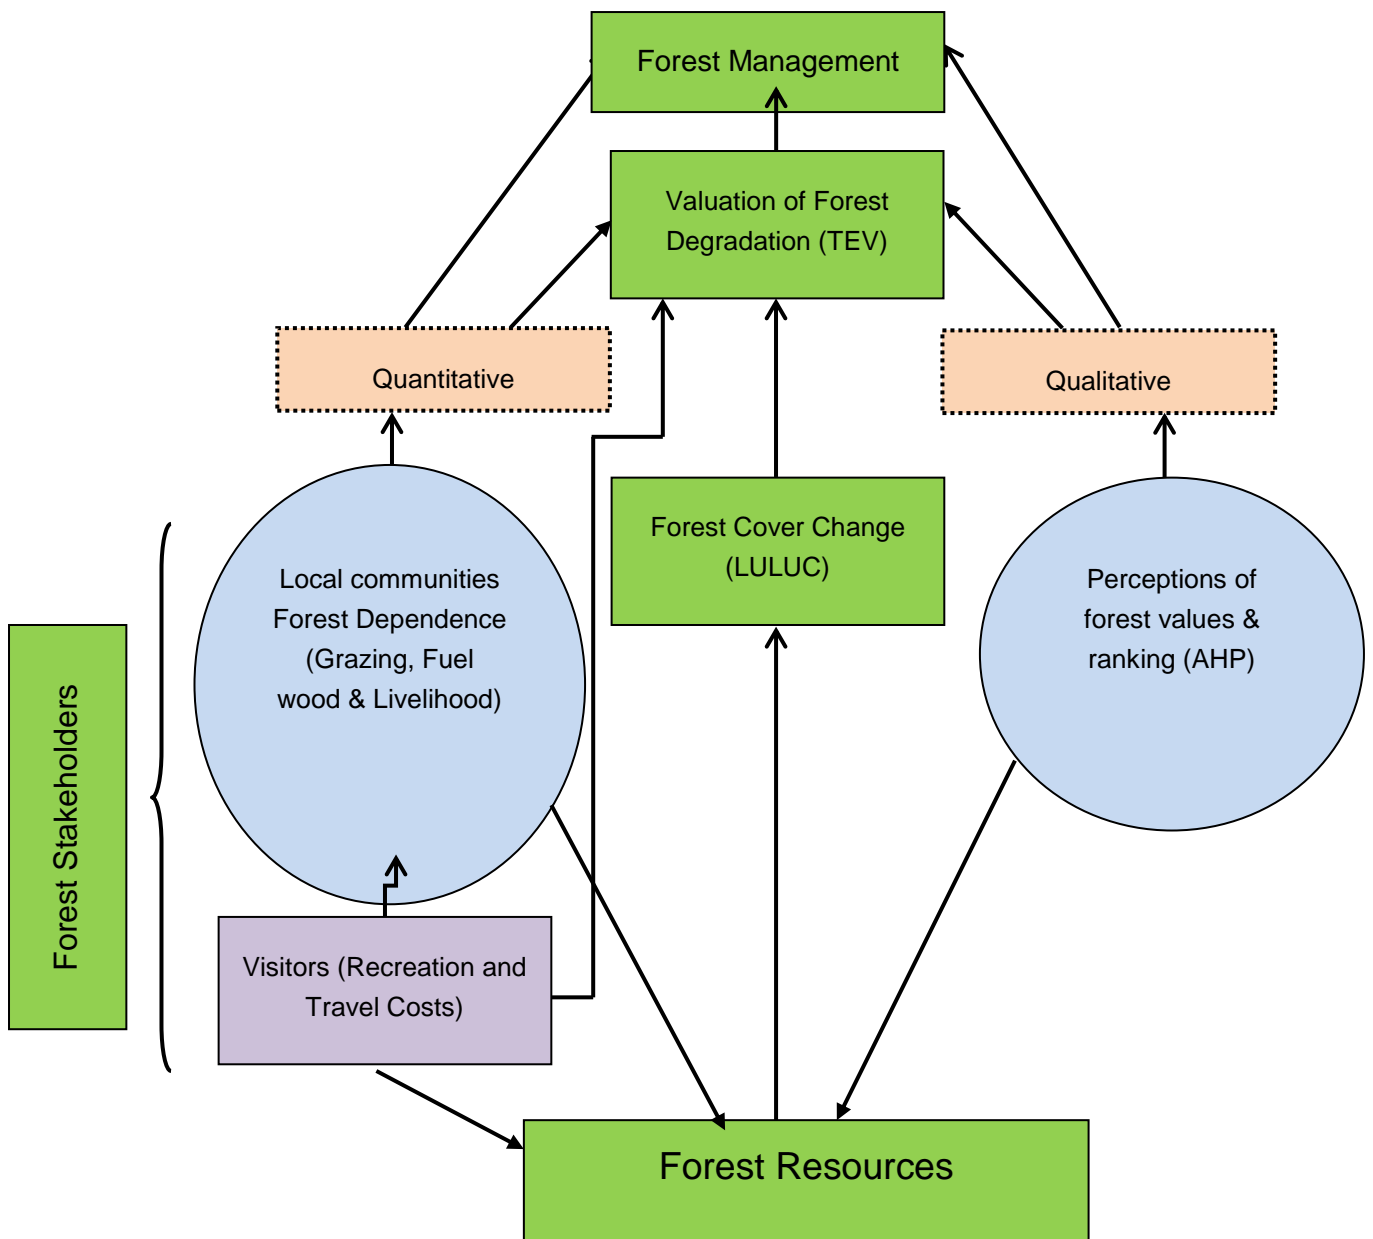 Forest Management
Valuation of Forest
Degradation (TEV)
Quantitative
Qualitative
Forest Cover Change
(LULUC)
Local communities
Forest Dependence
(Grazing, Fuel
wood & Livelihood)
Perceptions of
forest values &
ranking (AHP)
Forest Stakeholders
Visitors (Recreation and
Travel Costs)
Forest Resources